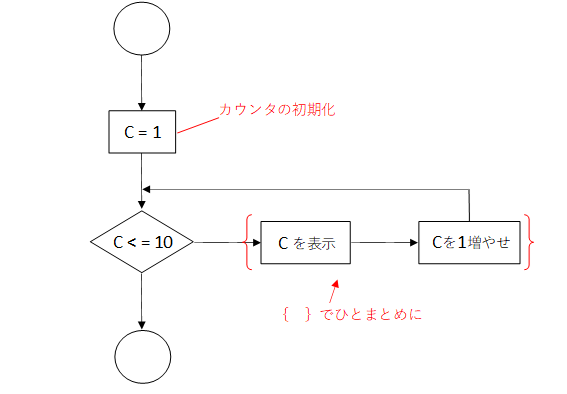 カウンタの初期化
C = 1
C < = 10
{
C を表示
Cを1増やせ
}
{　}でひとまとめに